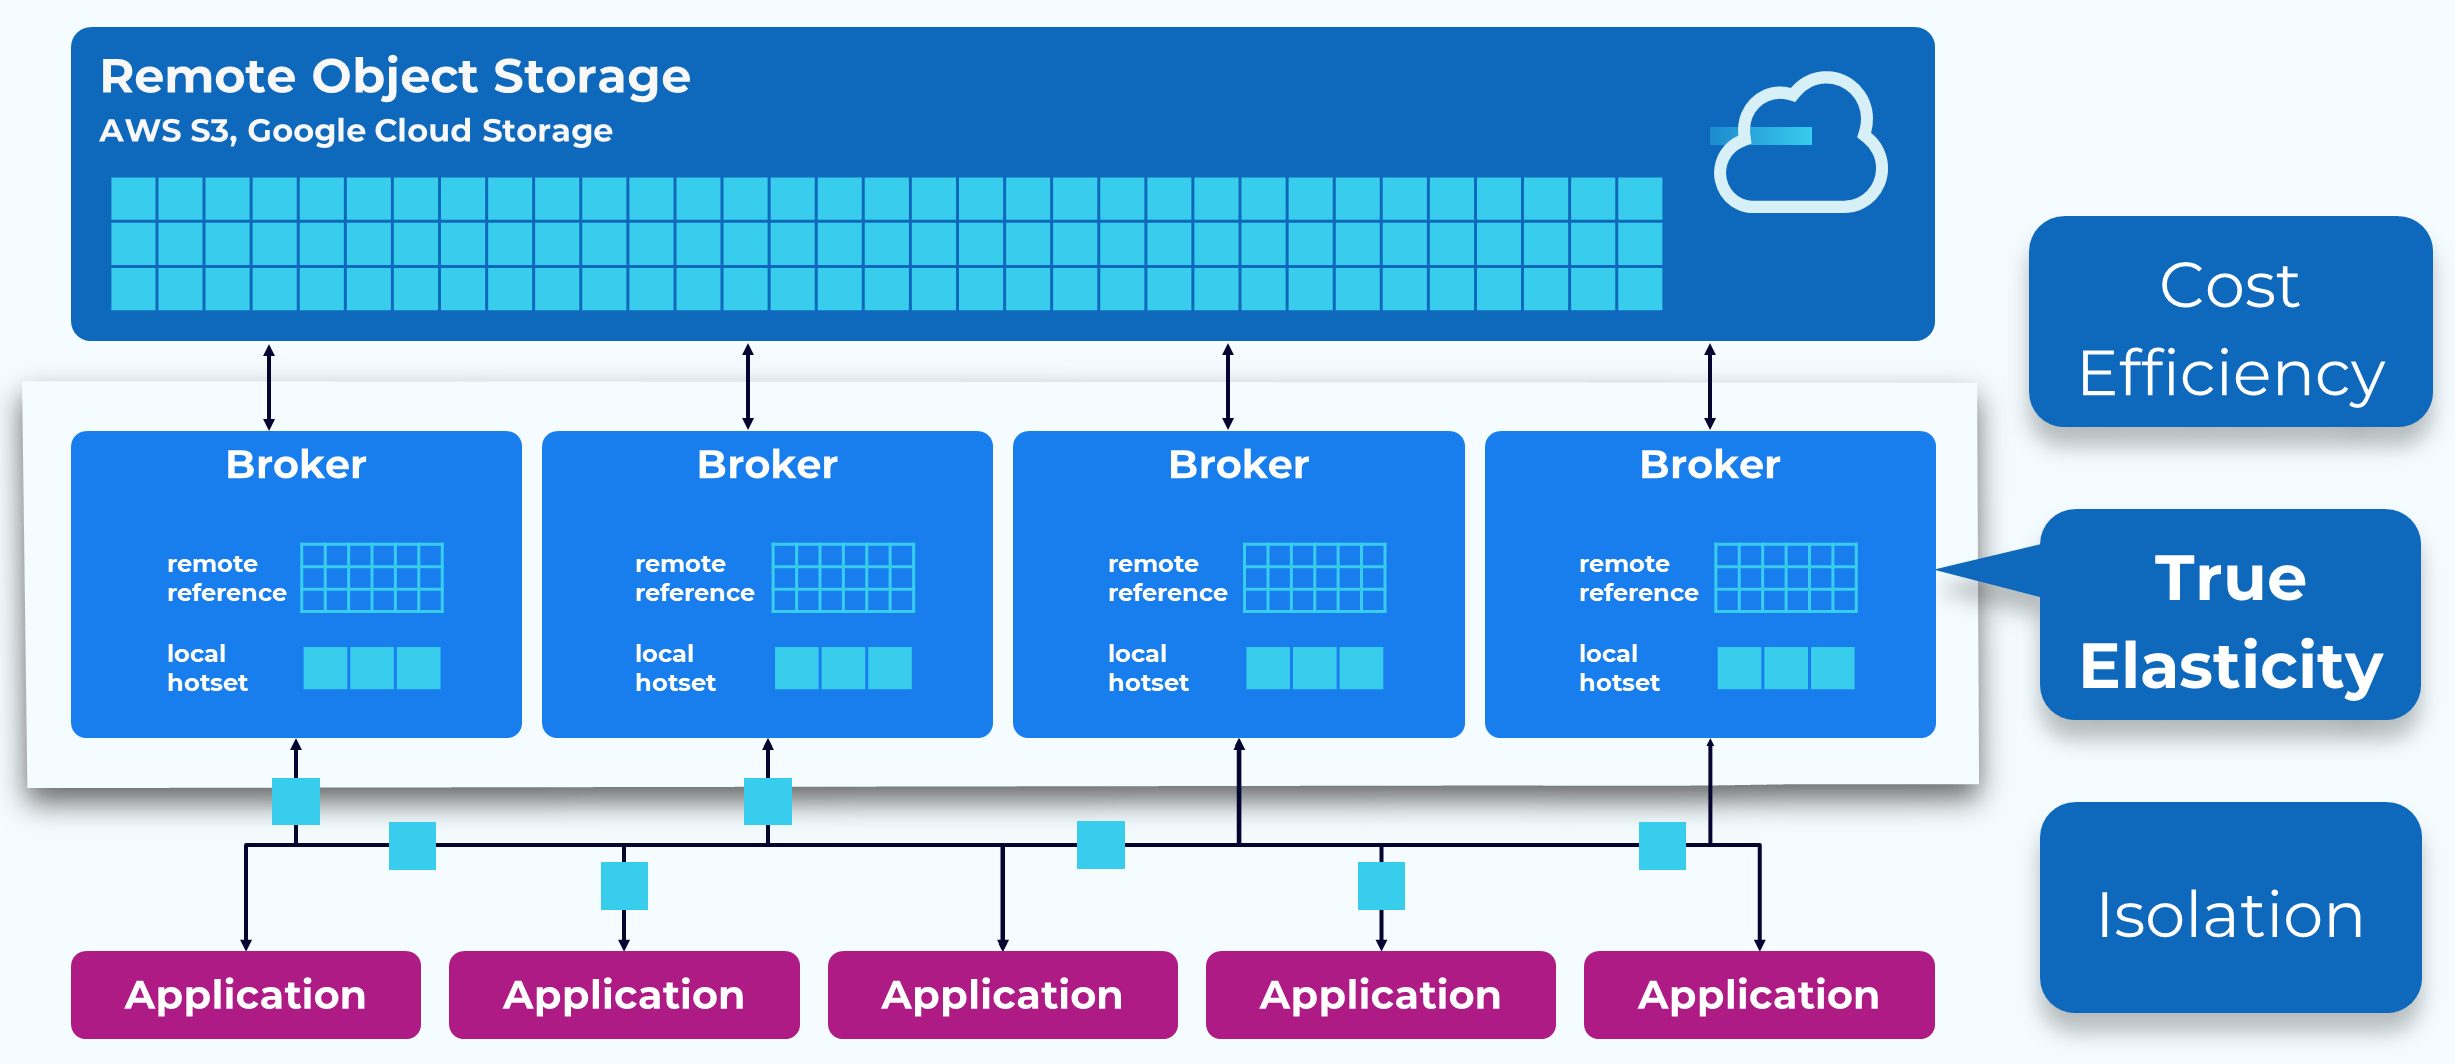 Remote Object Storage
AWS S3, Google Cloud Storage
Cost
Efficiency
Broker
remote
reference
local
hotset
Broker
remote
reference
local
hotset
Broker
remote
reference
local
hotset
Broker
remote
reference
local
hotset
True
Elasticity
Isolation
Application
Application
Application
Application
Application